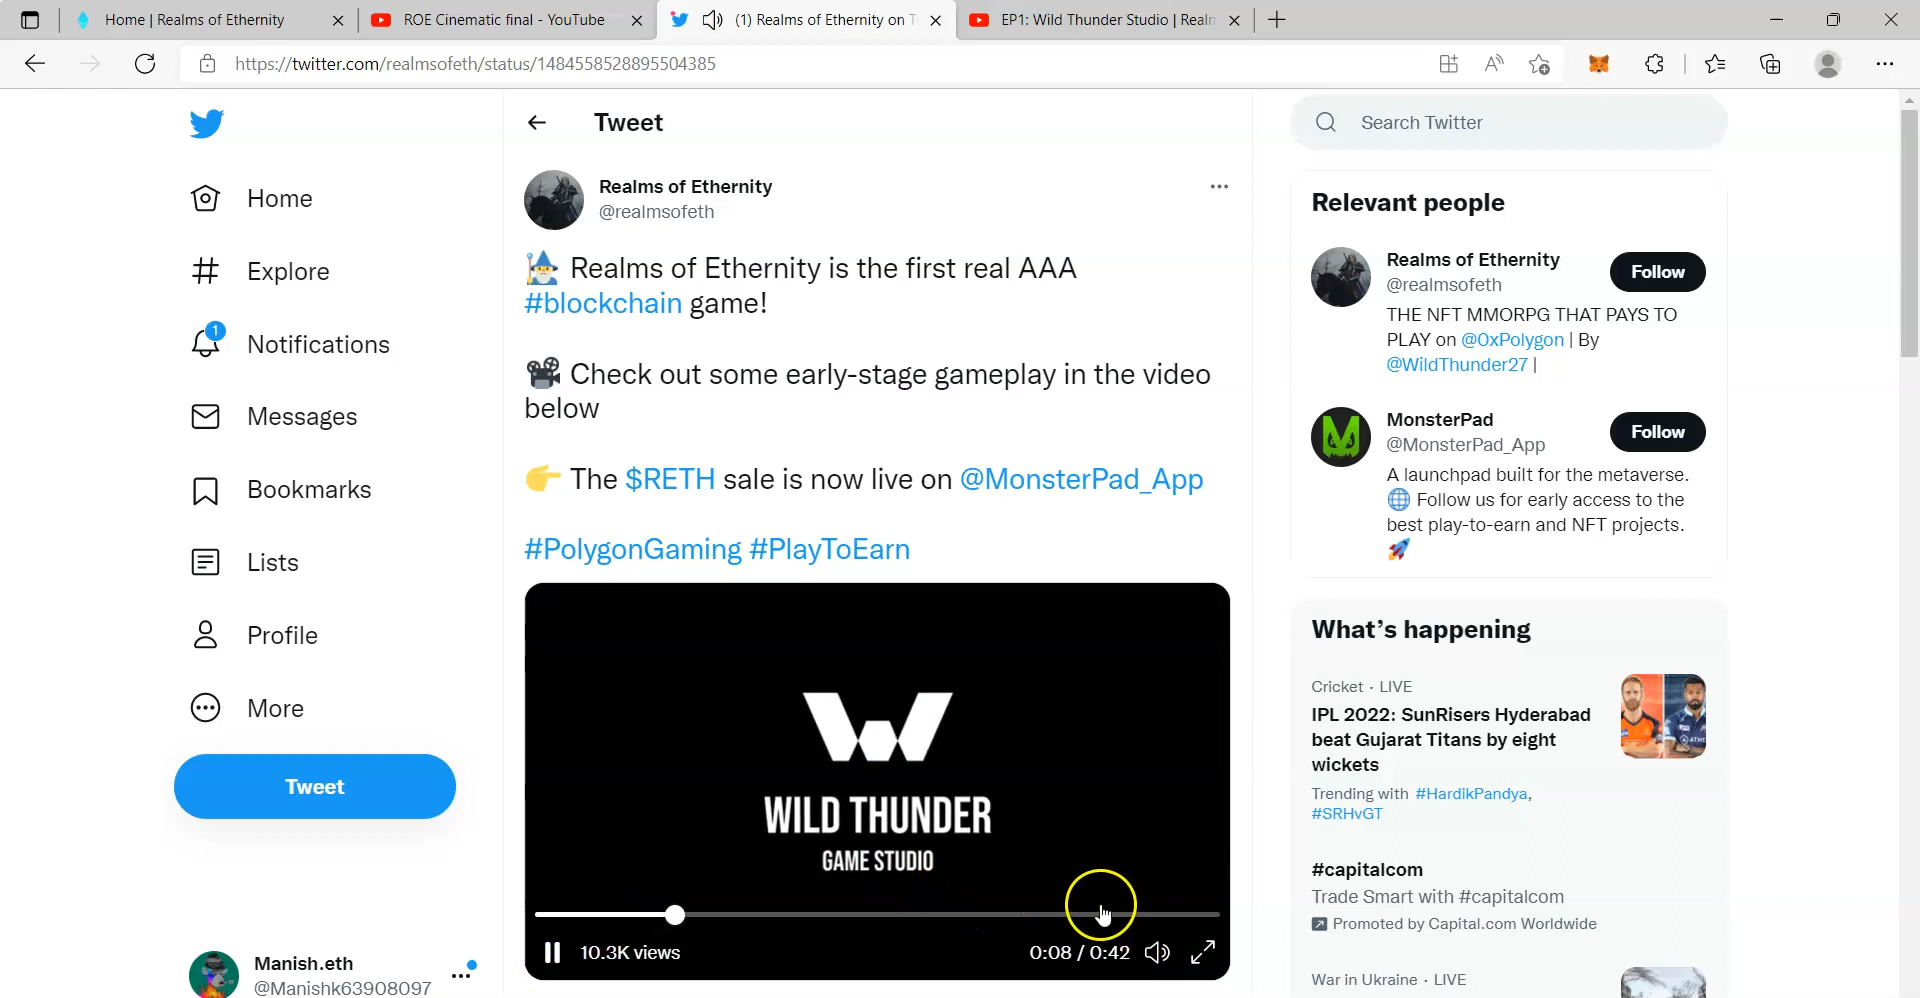 Home | Realms of Ethernity
ROE Cinematic final - YouTube
(1) Realms of Ethernity on T
EP1: Wild Thunder Studio | Realm
https://twitter.com/realmsofeth/status/1484558528895504385
Tweet
Search Twitter
Home
Explore
1
Notifications
Messages
Bookmarks
Lists
Profile
More
Tweet
Manish.eth
@Manishk63908097
Realms of Ethernity
@realmsofeth
Realms of Ethernity is the first real AAA
#blockchain game!
Check out some early-stage gameplay in the video
below
The $RETH sale is now live on @MonsterPad_App
#PolygonGaming #PlayToEarn
WILD THUNDER
GAME STUDIO
10.3K views
0:08 / 0:42
Relevant people
Realms of Ethernity
@realmsofeth
Follow
THE NFT MMORPG THAT PAYS TO
PLAY on @0xPolygon | By
@WildThunder27 |
MonsterPad
@MonsterPad_App
Follow
A launchpad built for the metaverse.
Follow us for early access to the
best play-to-earn and NFT projects.
What's happening
Cricket · LIVE
IPL 2022: SunRisers Hyderabad
beat Gujarat Titans by eight
wickets
Trending with #HardikPandya,
#SRHvGT
#capitalcom
Trade Smart with #capitalcom
Promoted by Capital.com Worldwide
War in Ukraine · LIVE